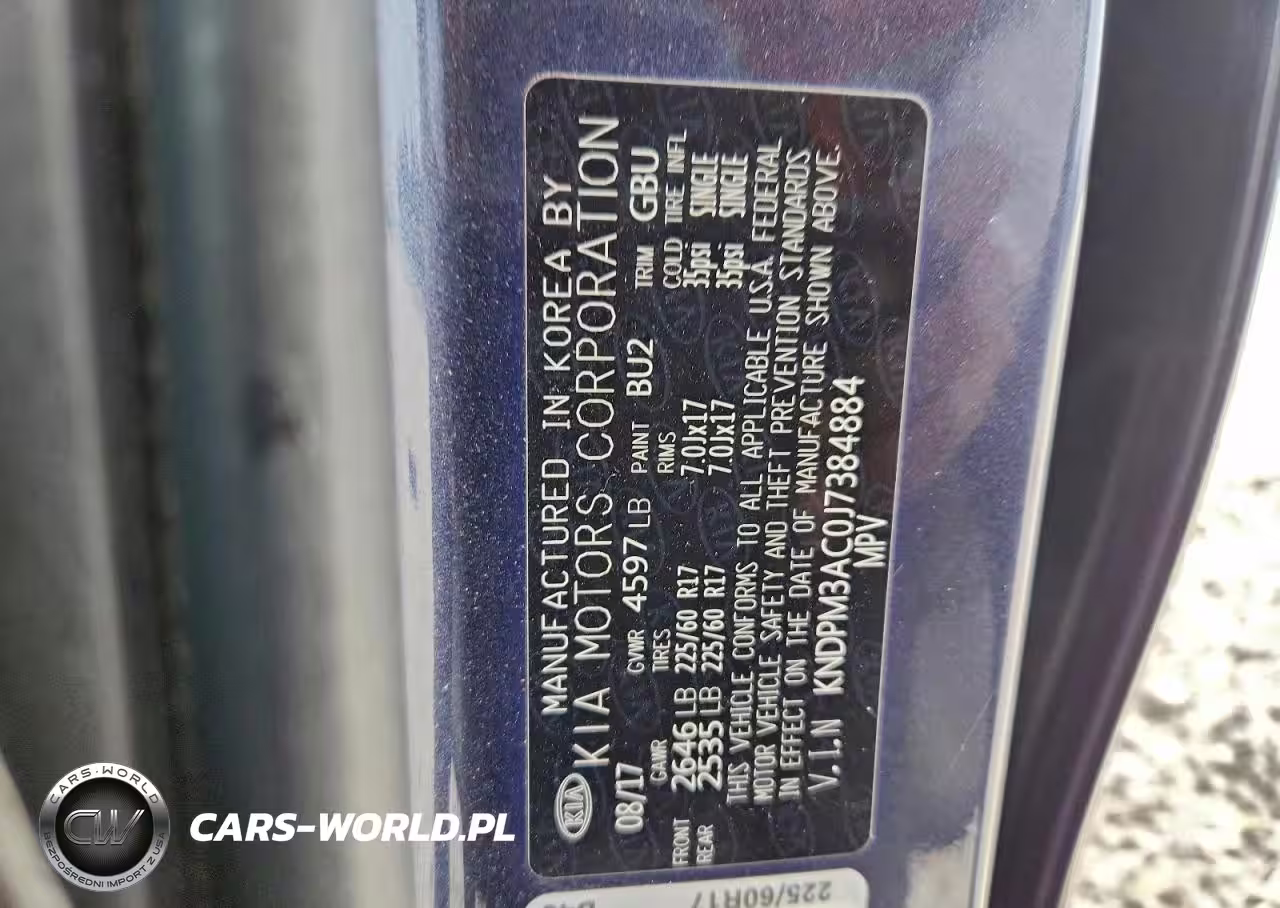 KIA
MANUFACTURED IN KOREA BY
KIA MOTORS CORPORATION
08/17 GVWR 4597 LB PAINT BU2 TRIM GBU
GAWR TIRES RIMS COLD TIRE INFL
FRONT 2646 LB 225/60 R17 7.0Jx17 35psi SINGLE
REAR 2535 LB 225/60 R17 7.0Jx17 35psi SINGLE
THIS VEHICLE CONFORMS TO ALL APPLICABLE U.S.A. FEDERAL
MOTOR VEHICLE SAFETY AND THEFT PREVENTION STANDARDS
IN EFFECT ON THE DATE OF MANUFACTURE SHOWN ABOVE.
V.I.N KNDPM3AC0J7384884
MPV
225/60R17
CARS-WORLD
CW
BEZPOŚREDNI IMPORT Z USA
CARS-WORLD.PL